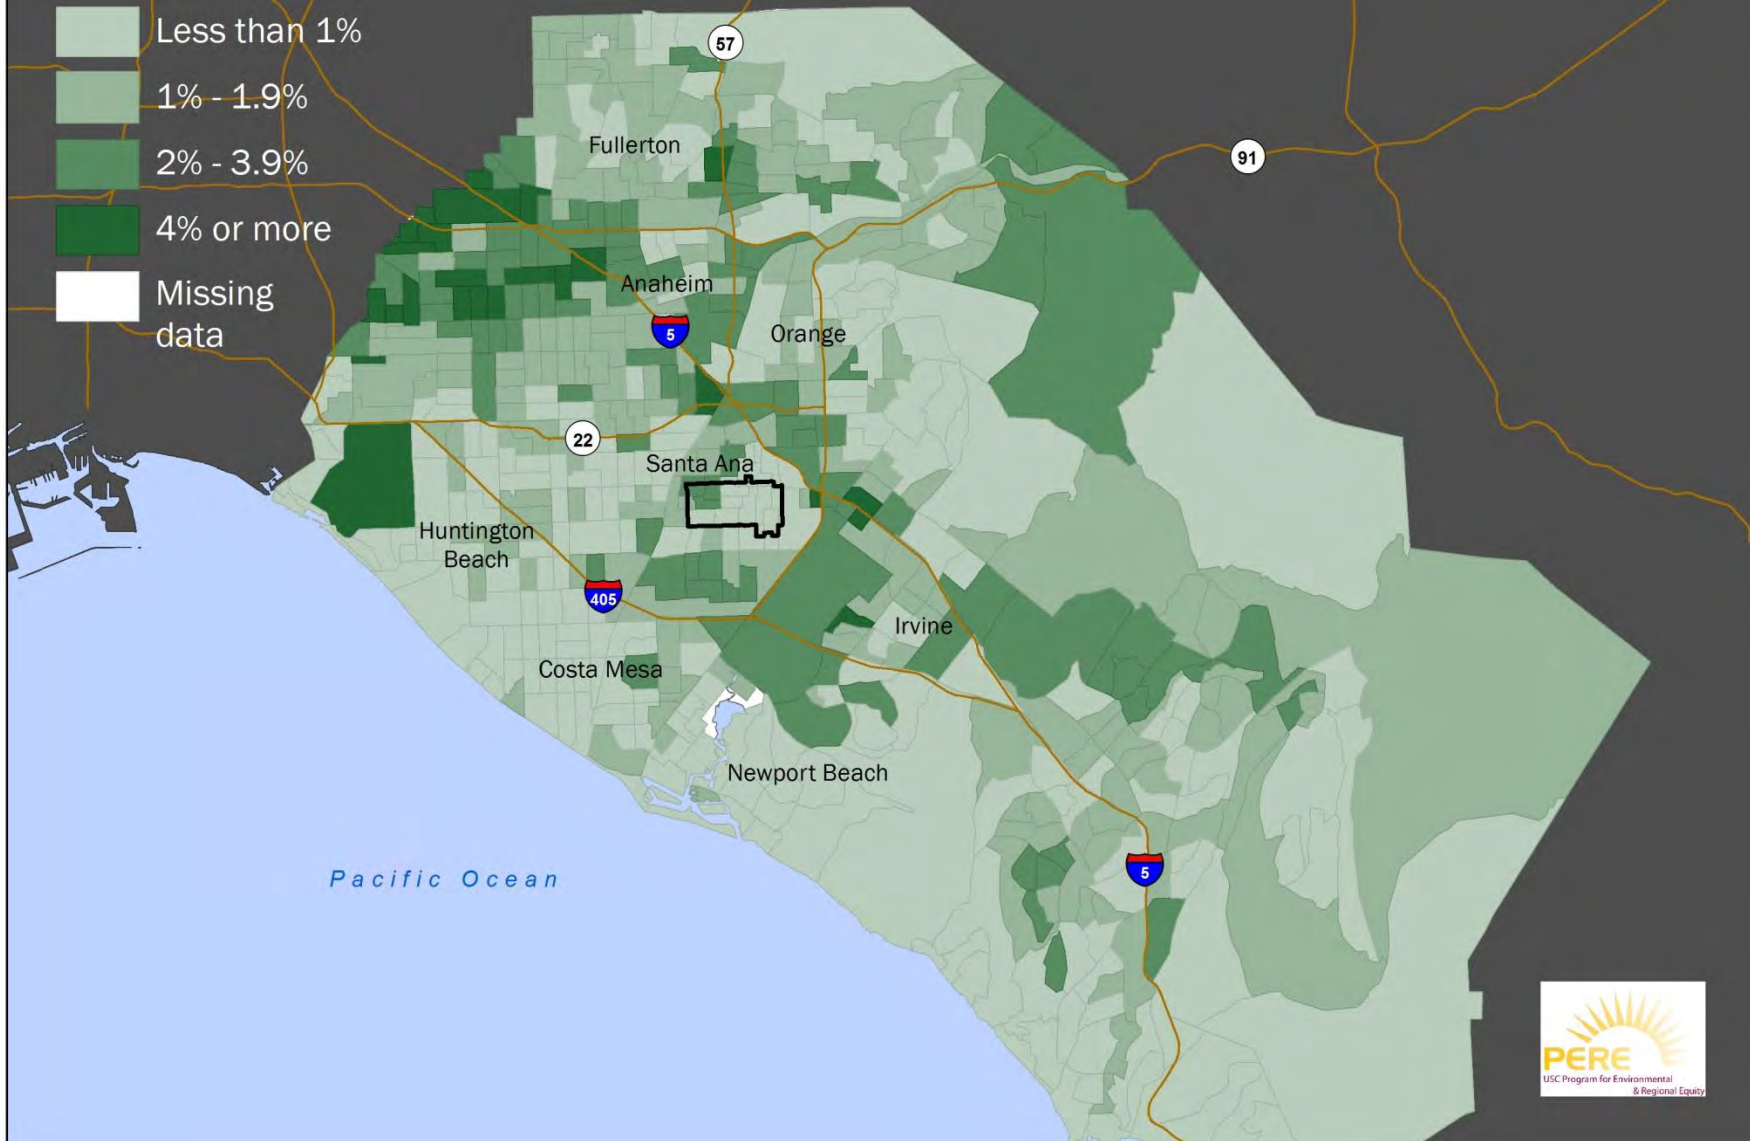 Less than 1%
1% - 1.9%
2% - 3.9%
4% or more
Missing
data
57
91
Fullerton
Anaheim
5
Orange
22
Santa Ana
Huntington
Beach
405
Irvine
Costa Mesa
Newport Beach
5
Pacific Ocean
PERE
USC Program for Environmental
& Regional Equity